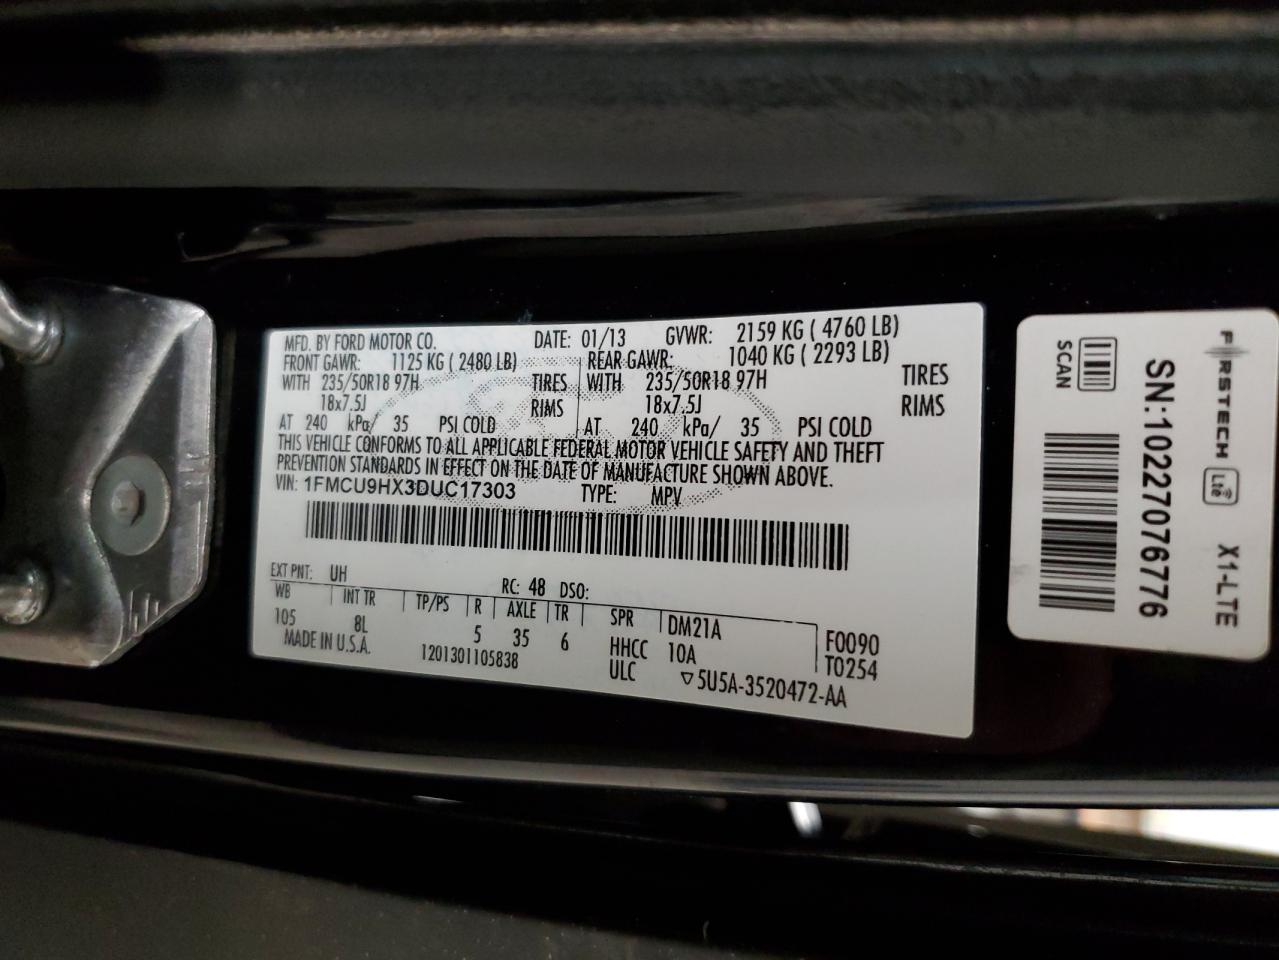 MFD. BY FORD MOTOR CO. DATE: 01/13 GVWR: 2159 KG ( 4760 LB)
FRONT GAWR: 1125 KG ( 2480 LB) REAR GAWR: 1040 KG ( 2293 LB)
WITH 235/50R18 97H TIRES WITH 235/50R18 97H TIRES
18x7.5J RIMS 18x7.5J RIMS
AT 240 kPa/ 35 PSI COLD AT 240 kPa/ 35 PSI COLD
THIS VEHICLE CONFORMS TO ALL APPLICABLE FEDERAL MOTOR VEHICLE SAFETY AND THEFT
PREVENTION STANDARDS IN EFFECT ON THE DATE OF MANUFACTURE SHOWN ABOVE.
VIN: 1FMCU9HX3DUC17303 TYPE: MPV
EXT PNT: UH RC: 48 DSO:
WB INT TR TP/PS R AXLE TR SPR DM21A F0090
105 8L 5 35 6 HHCC 10A T0254
MADE IN U.S.A. 1201301105838 ULC ▽5U5A-3520472-AA
FIRSTECH LTE X1-LTE
SN:10227076776
SCAN